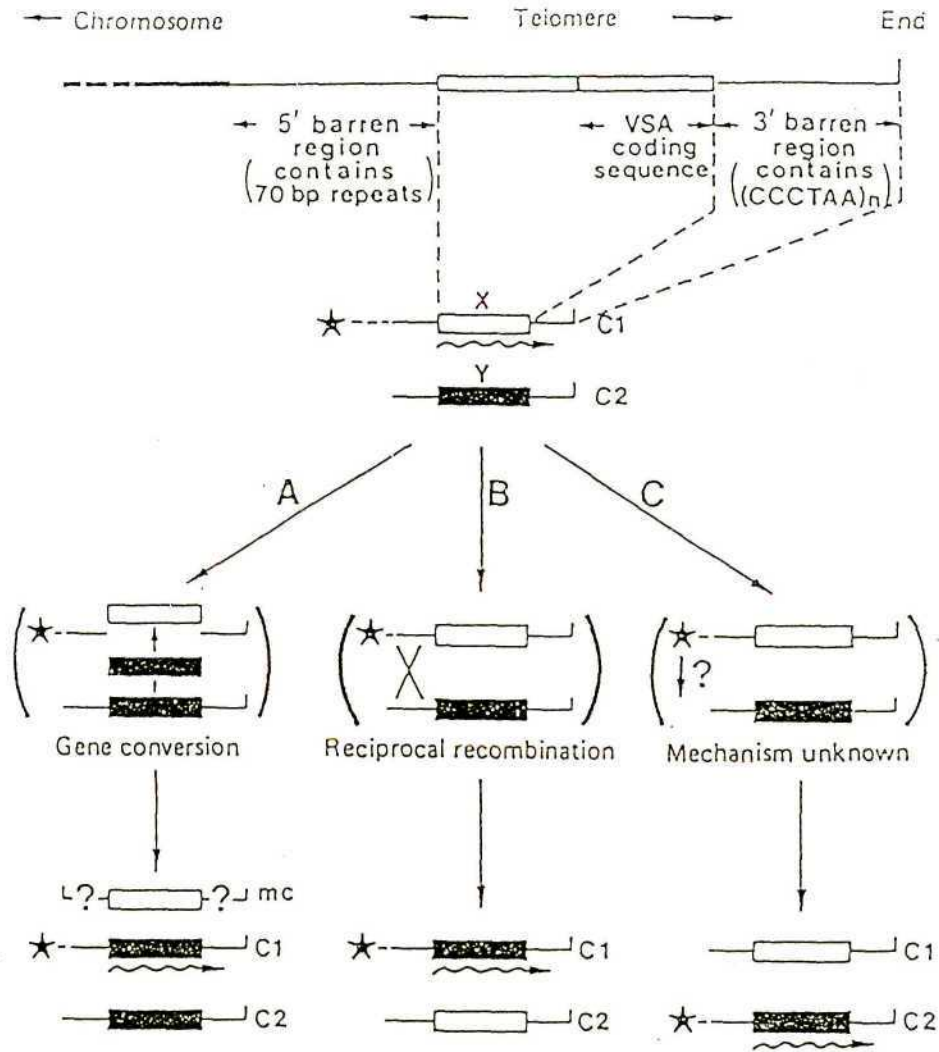 ← Chromosome ← Telomere → End
5' barren region (contains 70 bp repeats)
VSA coding sequence
3' barren region (contains (CCCTAA)n)
X
C1
Y
C2
A
B
C
?
Gene conversion
Reciprocal recombination
Mechanism unknown
? ? mc
C1
C1
C1
C2
C2
C2